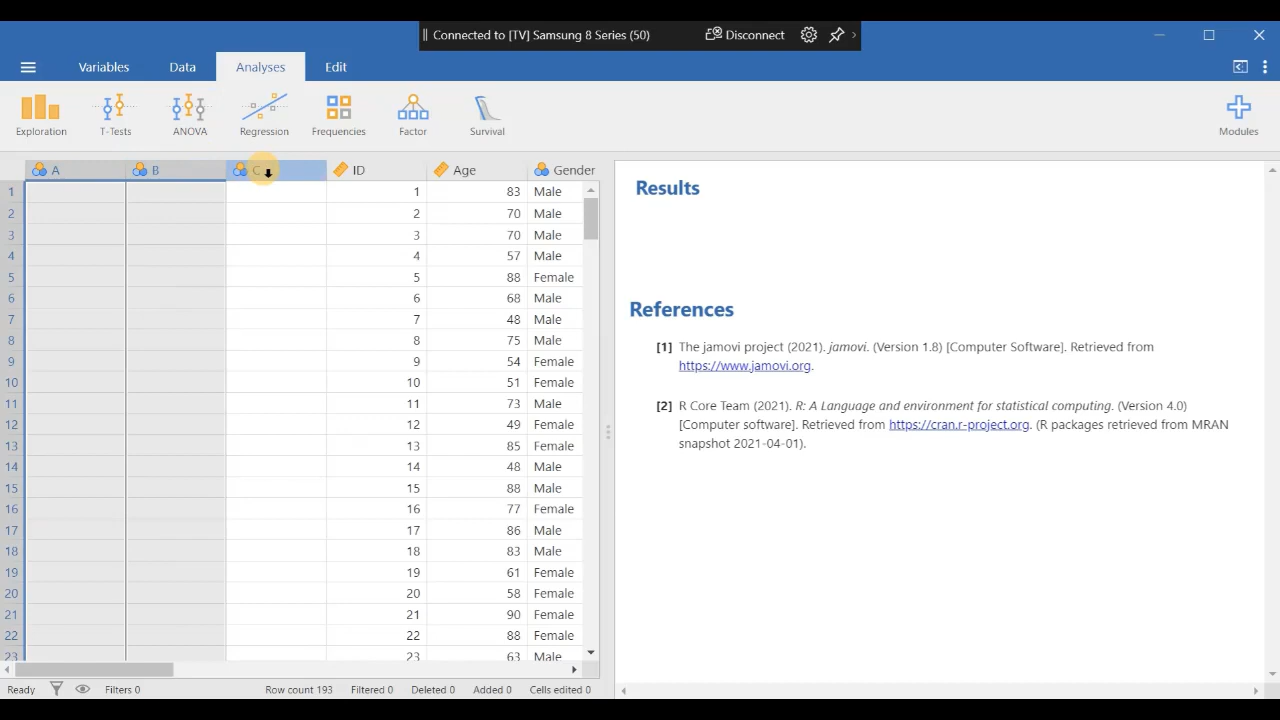 Connected to [TV] Samsung 8 Series (50) Disconnect
Variables Data Analyses Edit
Exploration T-Tests ANOVA Regression Frequencies Factor Survival Modules
A B C ID Age Gender
1 1 83 Male
2 2 70 Male
3 3 70 Male
4 4 57 Male
5 5 88 Female
6 6 68 Male
7 7 48 Male
8 8 75 Male
9 9 54 Female
10 10 51 Female
11 11 73 Male
12 12 49 Female
13 13 85 Female
14 14 48 Male
15 15 88 Male
16 16 77 Female
17 17 86 Male
18 18 83 Male
19 19 61 Female
20 20 58 Female
21 21 90 Female
22 22 88 Female
23 23 63 Male
Ready Filters 0 Row count 193 Filtered 0 Deleted 0 Added 0 Cells edited 0
Results
References
[1] The jamovi project (2021). jamovi. (Version 1.8) [Computer Software]. Retrieved from
https://www.jamovi.org.
[2] R Core Team (2021). R: A Language and environment for statistical computing. (Version 4.0)
[Computer software]. Retrieved from https://cran.r-project.org. (R packages retrieved from MRAN
snapshot 2021-04-01).